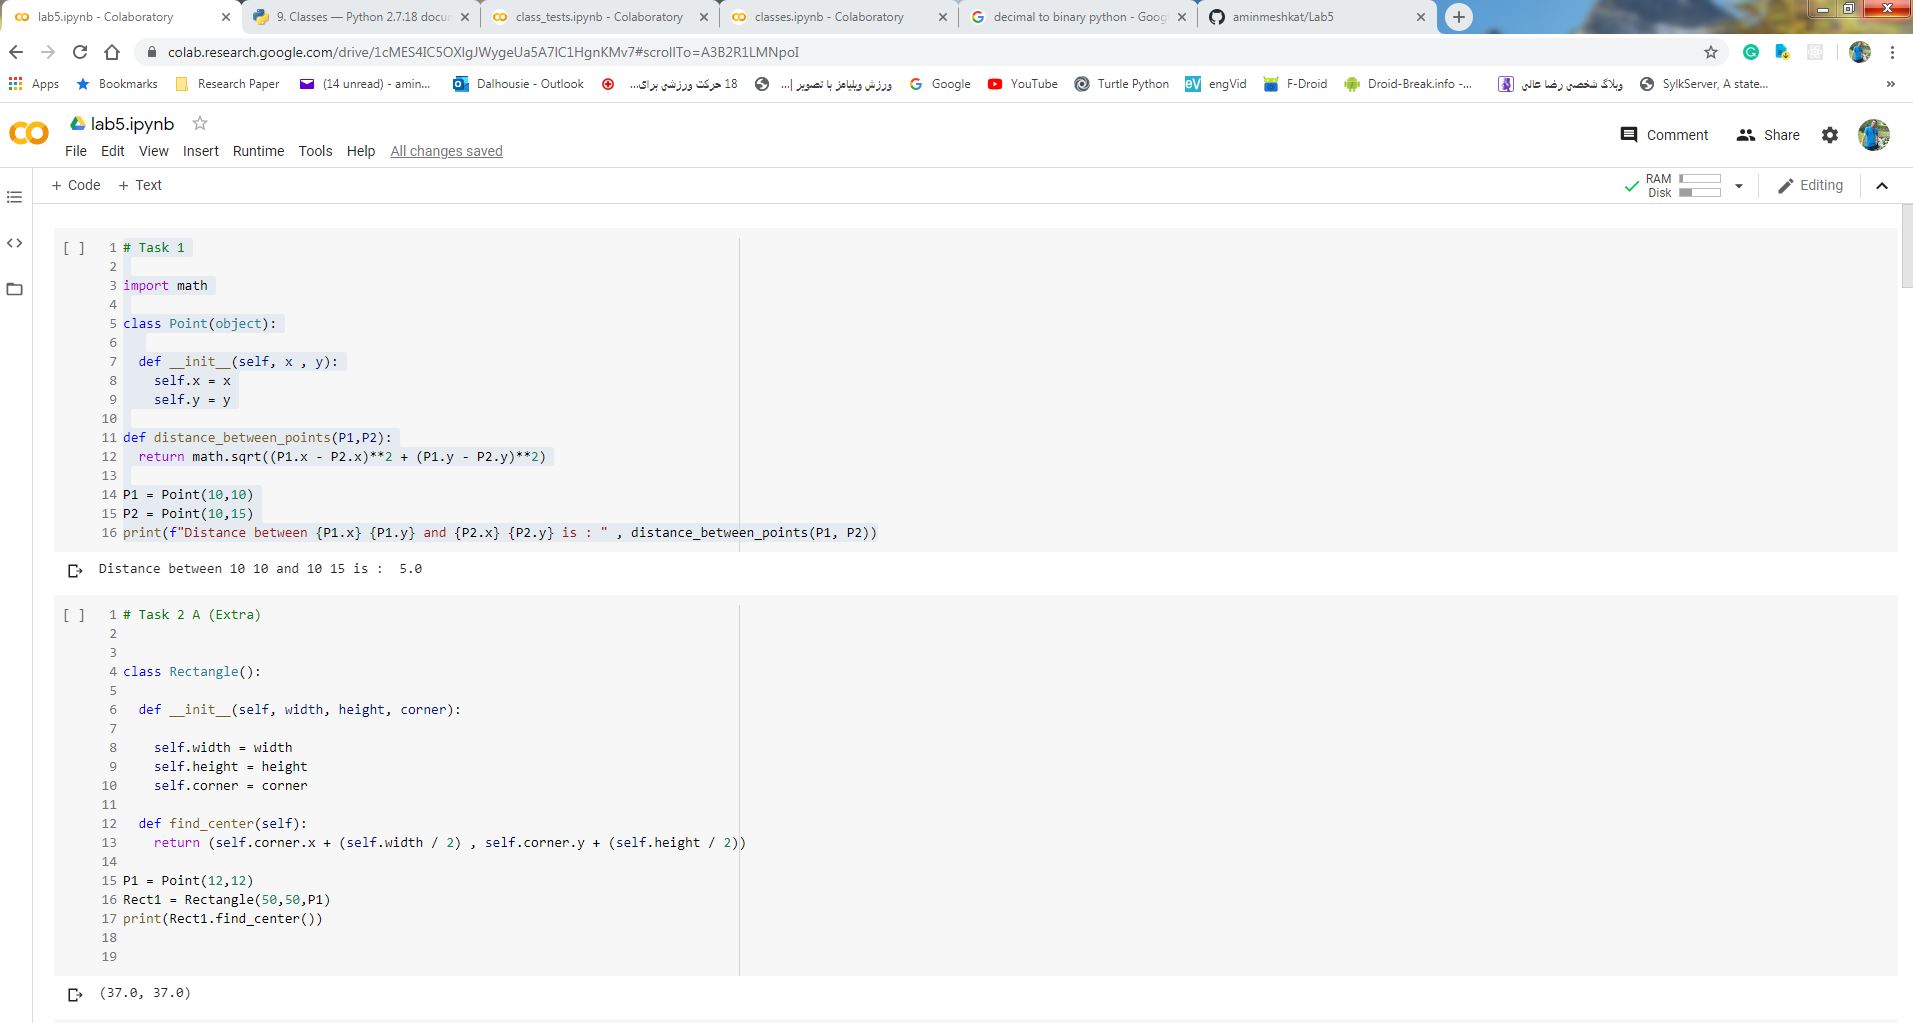 lab5.ipynb - Colaboratory
9. Classes — Python 2.7.18 docu
class_tests.ipynb - Colaboratory
classes.ipynb - Colaboratory
decimal to binary python - Goog
aminmeshkat/Lab5
colab.research.google.com/drive/1cMES4IC5OXIgJWygeUa5A7lC1HgnKMv7#scrollTo=A3B2R1LMNpoI
Apps
Bookmarks
Research Paper
(14 unread) - amin...
Dalhousie - Outlook
18 حرکت ورزشی برای...
ورزش ویلیامز با تصویر |...
Google
YouTube
Turtle Python
eV engVid
F-Droid
Droid-Break.info -...
وبلاگ شخصی رضا عالی
SylkServer, A state...
»
lab5.ipynb
Comment
Share
File Edit View Insert Runtime Tools Help All changes saved
+ Code + Text
RAM
Disk
Editing
[ ] 1 # Task 1
2
3 import math
4
5 class Point(object):
6
7 def __init__(self, x , y):
8 self.x = x
9 self.y = y
10
11 def distance_between_points(P1,P2):
12 return math.sqrt((P1.x - P2.x)**2 + (P1.y - P2.y)**2)
13
14 P1 = Point(10,10)
15 P2 = Point(10,15)
16 print(f"Distance between {P1.x} {P1.y} and {P2.x} {P2.y} is : " , distance_between_points(P1, P2))
Distance between 10 10 and 10 15 is :  5.0
[ ] 1 # Task 2 A (Extra)
2
3
4 class Rectangle():
5
6 def __init__(self, width, height, corner):
7
8 self.width = width
9 self.height = height
10 self.corner = corner
11
12 def find_center(self):
13 return (self.corner.x + (self.width / 2) , self.corner.y + (self.height / 2))
14
15 P1 = Point(12,12)
16 Rect1 = Rectangle(50,50,P1)
17 print(Rect1.find_center())
18
19
(37.0, 37.0)